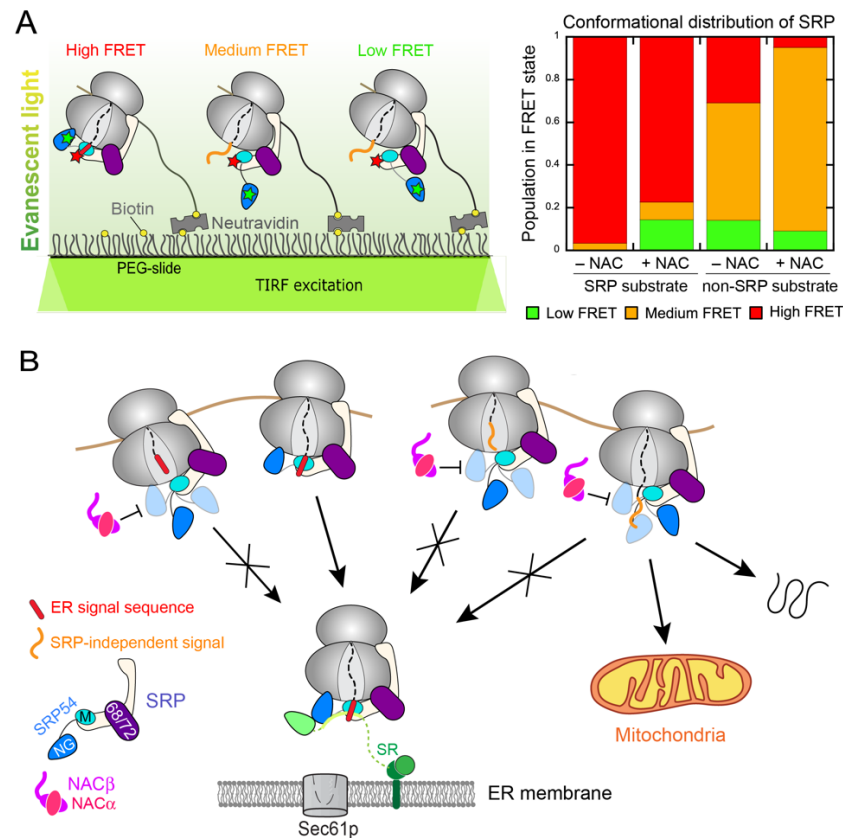 A
High FRET
Medium FRET
Low FRET
Evanescent light
Biotin
Neutravidin
PEG-slide
TIRF excitation
Conformational distribution of SRP
Population in FRET state
1
0.8
0.6
0.4
0.2
0
– NAC
+ NAC
– NAC
+ NAC
SRP substrate
non-SRP substrate
Low FRET
Medium FRET
High FRET
B
ER signal sequence
SRP-independent signal
SRP54
M
NG
68/72
SRP
NACβ
NACα
SR
Sec61p
ER membrane
Mitochondria